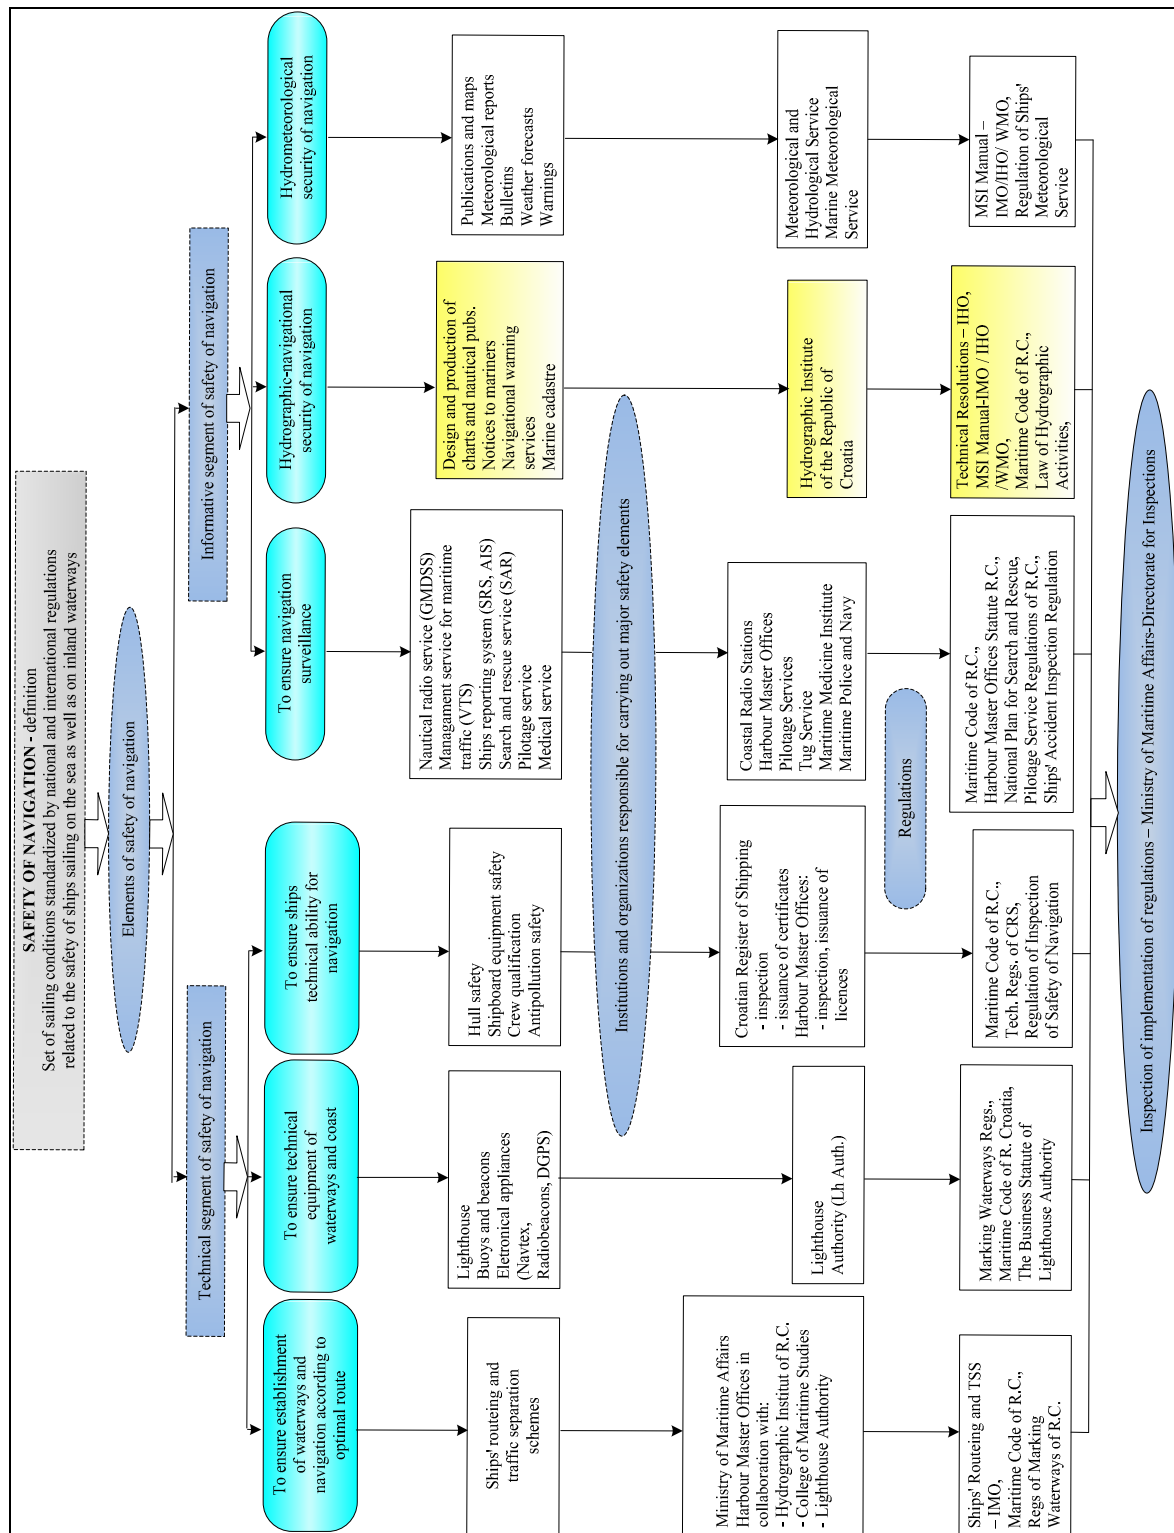 SAFETY OF NAVIGATION - definition
Set of sailing conditions standardized by national and international regulations
related to the safety of ships sailing on the sea as well as on inland waterways
Elements of safety of navigation
Technical segment of safety of navigation
Informative segment of safety of navigation
To ensure establishment
of waterways and
navigation according to
optimal route
To ensure technical
equipment of
waterways and coast
To ensure ships
technical ability for
navigation
To ensure navigation
surveillance
Hydrographic-navigational
security of navigation
Hydrometeorological
security of navigation
Ships' routeing and
traffic separation
schemes
Lighthouse
Buoys and beacons
Eletronical appliances
(Navtex,
Radiobeacons, DGPS)
Hull safety
Shipboard equipment safety
Crew qualification
Antipollution safety
Nautical radio service (GMDSS)
Managament service for maritime
traffic (VTS)
Ships reporting system (SRS, AIS)
Search and rescue service (SAR)
Pilotage service
Medical service
Design and production of
charts and nautical pubs.
Notices to mariners
Navigational warning
services
Marine cadastre
Publications and maps
Meteorological reports
Bulletins
Weather forecasts
Warnings
Institutions and organizations responsible for carrying out major safety elements
Ministry of Maritime Affairs
Harbour Master Offices in
collaboration with:
- Hydrographic Institut of R.C.
- College of Maritime Studies
- Lighthouse Authority
Lighthouse
Authority (Lh Auth.)
Croatian Register of Shipping
- inspection
- issuance of certificates
Harbour Master Offices:
- inspection, issuance of
licences
Coastal Radio Stations
Harbour Master Offices
Pilotage Services
Tug Service
Maritime Medicine Institute
Maritime Police and Navy
Hydrographic Institute
of the Republic of
Croatia
Meteorological and
Hydrological Service
Marine Meteorological
Service
Regulations
Ships' Routeing and TSS
– IMO,
Maritime Code of R.C.,
Regs of Marking
Waterways of R.C.
Marking Waterways Regs.,
Maritime Code of R. Croatia,
The Business Statute of
Lighthouse Authority
Maritime Code of R.C.,
Tech. Regs. of CRS,
Regulation of Inspection
of Safety of Navigation
Maritime Code of R.C.,
Harbour Master Offices Statute R.C.,
National Plan for Search and Rescue,
Pilotage Service Regulations of R.C.,
Ships' Accident Inspection Regulation
Technical Resolutions – IHO,
MSI Manual-IMO / IHO
/WMO,
Maritime Code of R.C.,
Law of Hydrographic
Activities,
MSI Manual –
IMO/IHO/ WMO,
Regulation of Ships'
Meteorological
Service
Inspection of implementation of regulations – Ministry of Maritime Affairs-Directorate for Inspections